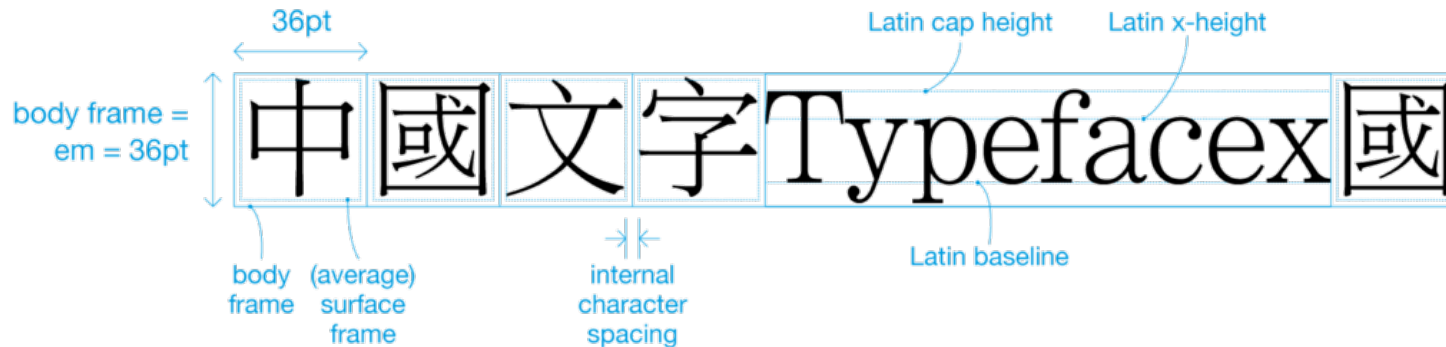 36pt
Latin cap height
Latin x-height
body frame =
em = 36pt
中國文字Typefacex國
body
frame
(average)
surface
frame
internal
character
spacing
Latin baseline